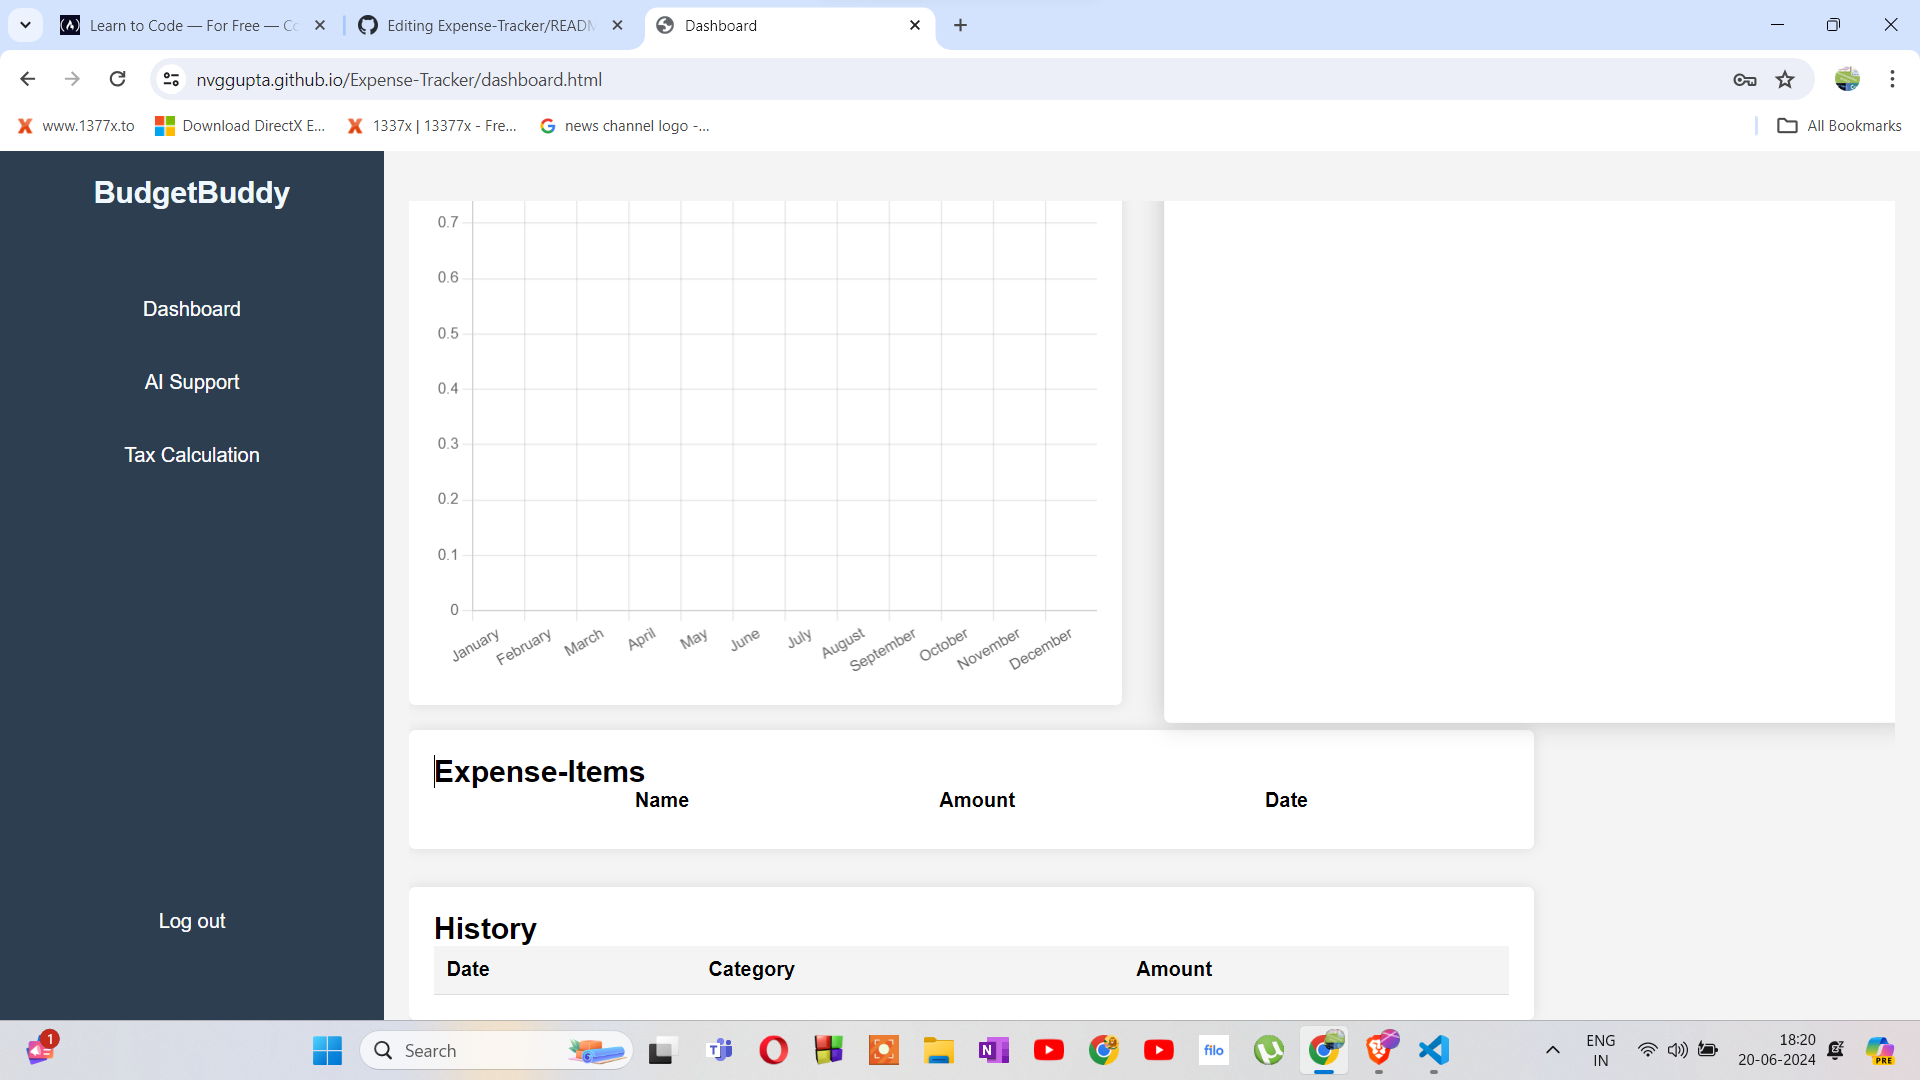 Learn to Code — For Free — Co
Editing Expense-Tracker/READM
Dashboard
nvggupta.github.io/Expense-Tracker/dashboard.html
www.1377x.to
Download DirectX E...
1337x | 13377x - Fre...
news channel logo -...
All Bookmarks
BudgetBuddy
Dashboard
AI Support
Tax Calculation
Log out
0.7
0.6
0.5
0.4
0.3
0.2
0.1
0
January
February
March
April
May
June
July
August
September
October
November
December
Expense-Items
Name Amount Date
History
Date Category Amount
1
Search
filo
ENG
IN
18:20
20-06-2024
PRE